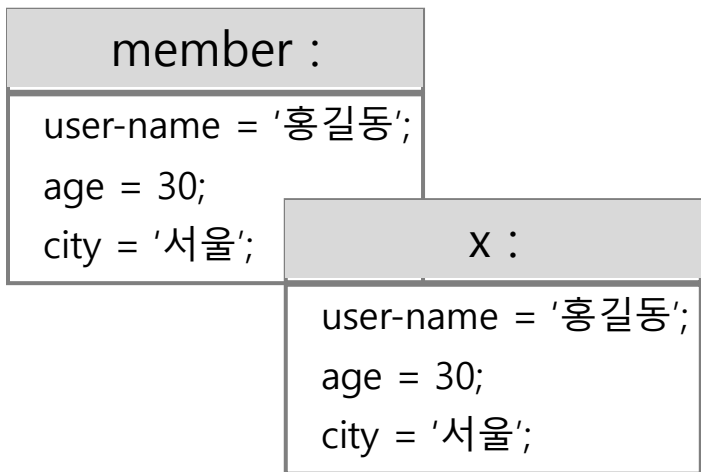 member :
user-name = ‘홍길동’;
age = 30;
city = ‘서울’;
x :
user-name = ‘홍길동’;
age = 30;
city = ‘서울’;